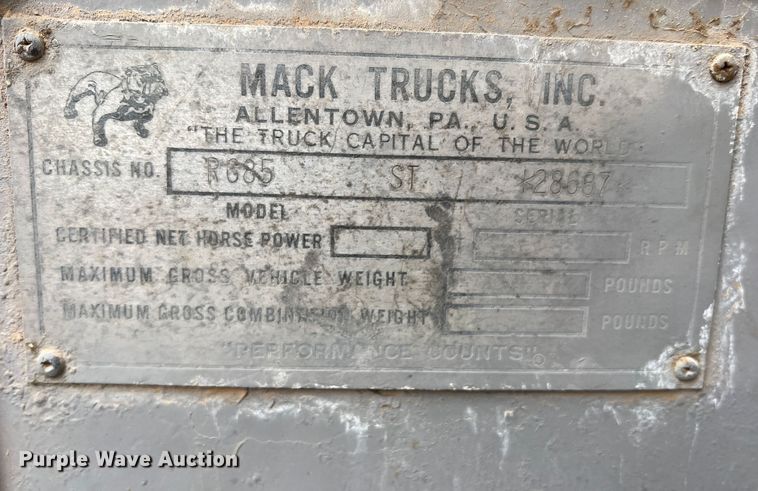 MACK TRUCKS, INC.
ALLENTOWN, PA., U.S.A.
"THE TRUCK CAPITAL OF THE WORLD"
CHASSIS NO. R685 ST *28687*
MODEL SERIAL
CERTIFIED NET HORSE POWER RPM
MAXIMUM GROSS VEHICLE WEIGHT POUNDS
MAXIMUM GROSS COMBINATION WEIGHT POUNDS
"PERFORMANCE COUNTS"
Purple Wave Auction